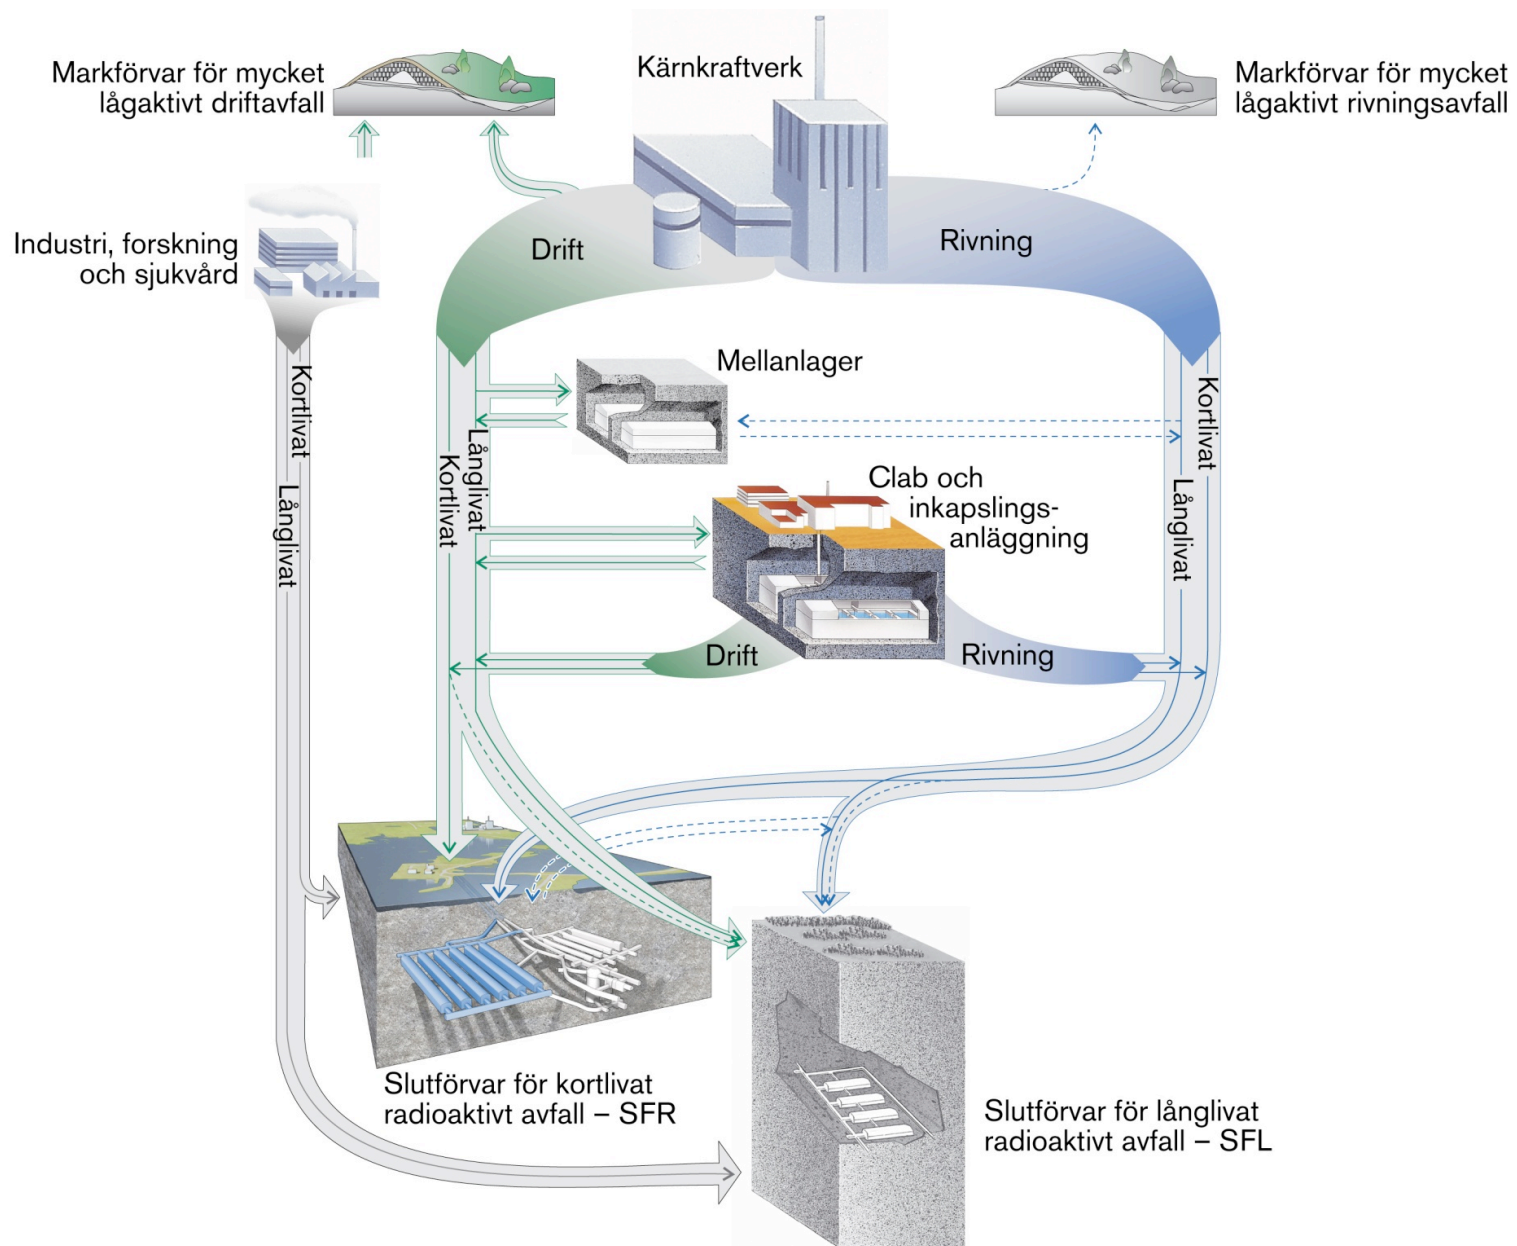 Markförvar för mycket
lågaktivt driftavfall
Kärnkraftverk
Markförvar för mycket
lågaktivt rivningsavfall
Industri, forskning
och sjukvård
Drift
Rivning
Mellanlager
Kortlivat
Långlivat
Långlivat
Kortlivat
Kortlivat
Långlivat
Clab och
inkapslings-
anläggning
Drift
Rivning
Slutförvar för kortlivat
radioaktivt avfall – SFR
Slutförvar för långlivat
radioaktivt avfall – SFL